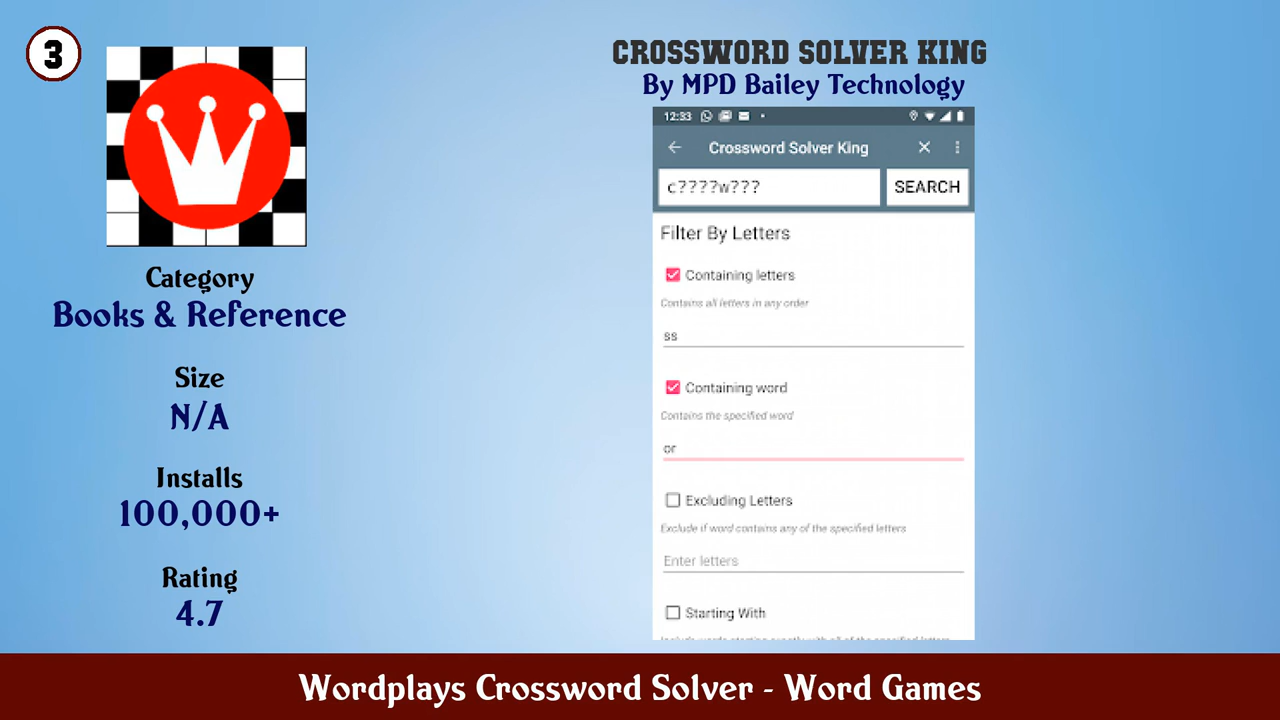 3
CROSSWORD SOLVER KING
By MPD Bailey Technology
Category
Books & Reference
Size
N/A
Installs
100,000+
Rating
4.7
12:33
Crossword Solver King
c????w???
SEARCH
Filter By Letters
Containing letters
Contains all letters in any order
ss
Containing word
Contains the specified word
or
Excluding Letters
Exclude if word contains any of the specified letters
Enter letters
Starting With
Wordplays Crossword Solver - Word Games